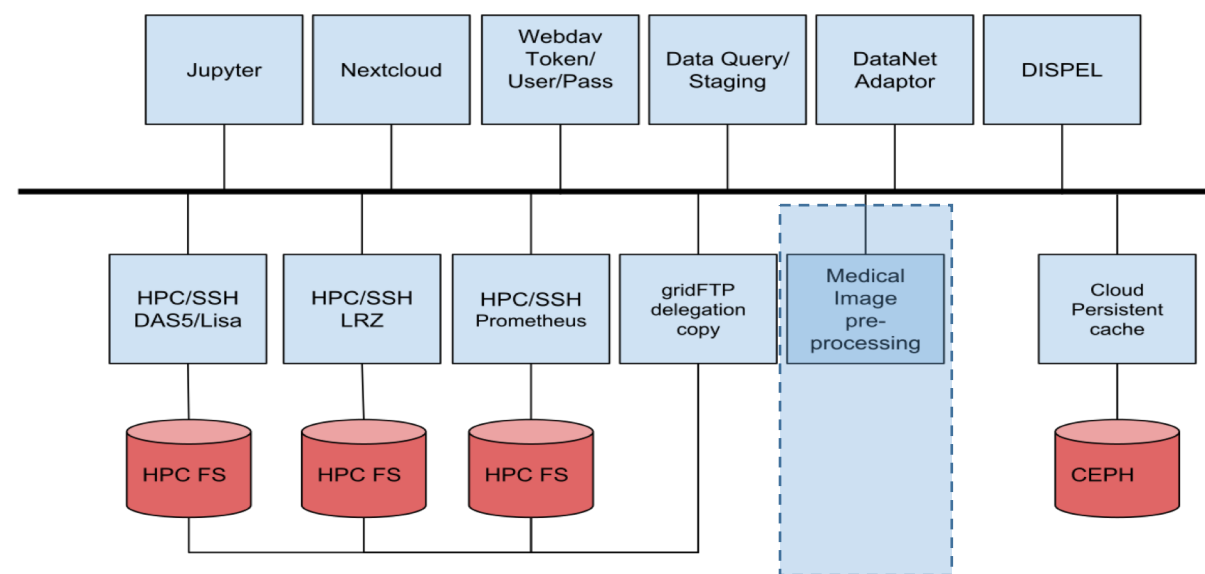 Jupyter
Nextcloud
Webdav
Token/
User/Pass
Data Query/
Staging
DataNet
Adaptor
DISPEL
HPC/SSH
DAS5/Lisa
HPC/SSH
LRZ
HPC/SSH
Prometheus
gridFTP
delegation
copy
Medical
Image
pre-
processing
Cloud
Persistent
cache
HPC FS
HPC FS
HPC FS
CEPH